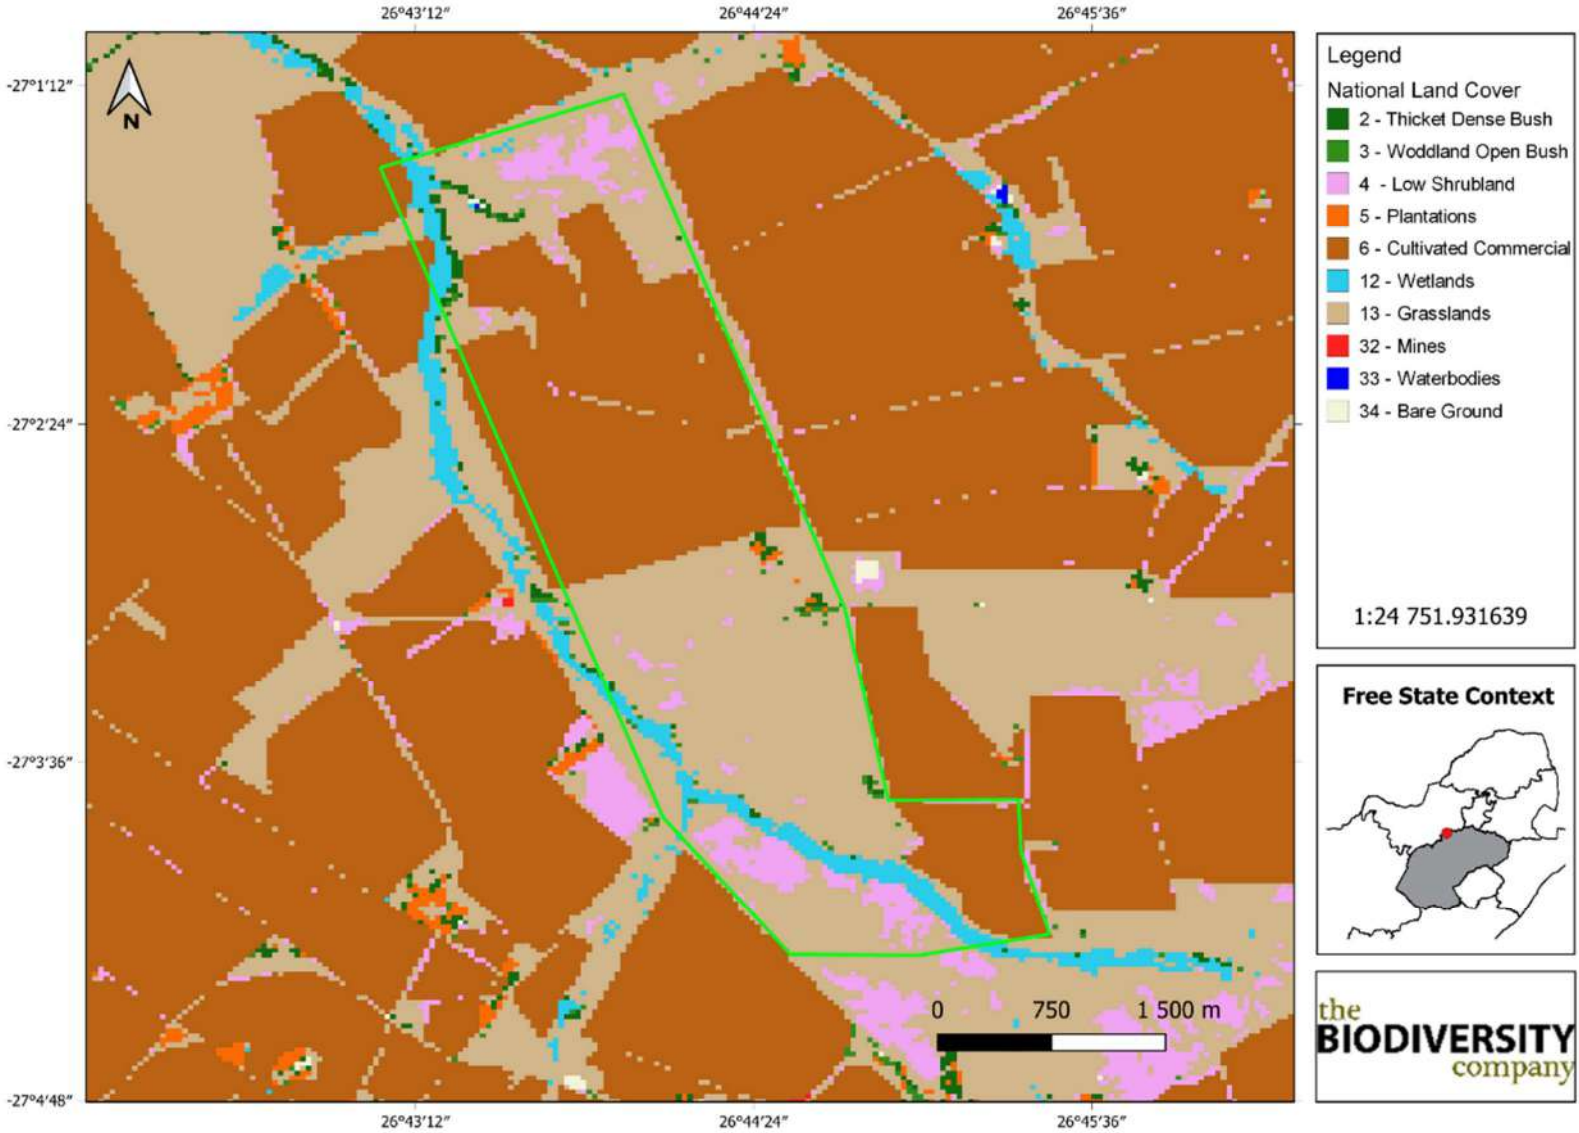 26°43'12" 26°44'24" 26°45'36"
-27°1'12"
-27°2'24"
-27°3'36"
-27°4'48"
N
0 750 1 500 m
26°43'12" 26°44'24" 26°45'36"
Legend
National Land Cover
2 - Thicket Dense Bush
3 - Woddland Open Bush
4 - Low Shrubland
5 - Plantations
6 - Cultivated Commercial
12 - Wetlands
13 - Grasslands
32 - Mines
33 - Waterbodies
34 - Bare Ground
1:24 751.931639
Free State Context
the
BIODIVERSITY
company